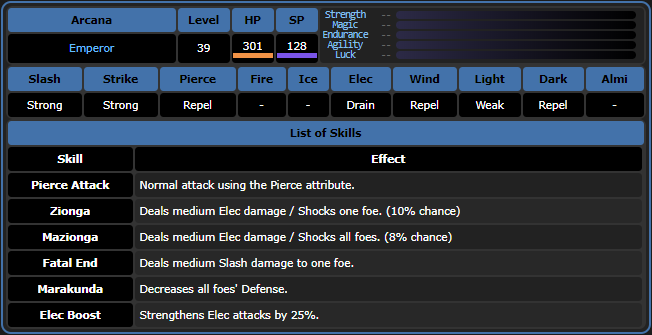 Arcana Level HP SP
Emperor 39 301 128
Strength --
Magic --
Endurance --
Agility --
Luck --
Slash Strike Pierce Fire Ice Elec Wind Light Dark Almi
Strong Strong Repel - - Drain Repel Weak Repel -
List of Skills
Skill Effect
Pierce Attack Normal attack using the Pierce attribute.
Zionga Deals medium Elec damage / Shocks one foe. (10% chance)
Mazionga Deals medium Elec damage / Shocks all foes. (8% chance)
Fatal End Deals medium Slash damage to one foe.
Marakunda Decreases all foes' Defense.
Elec Boost Strengthens Elec attacks by 25%.